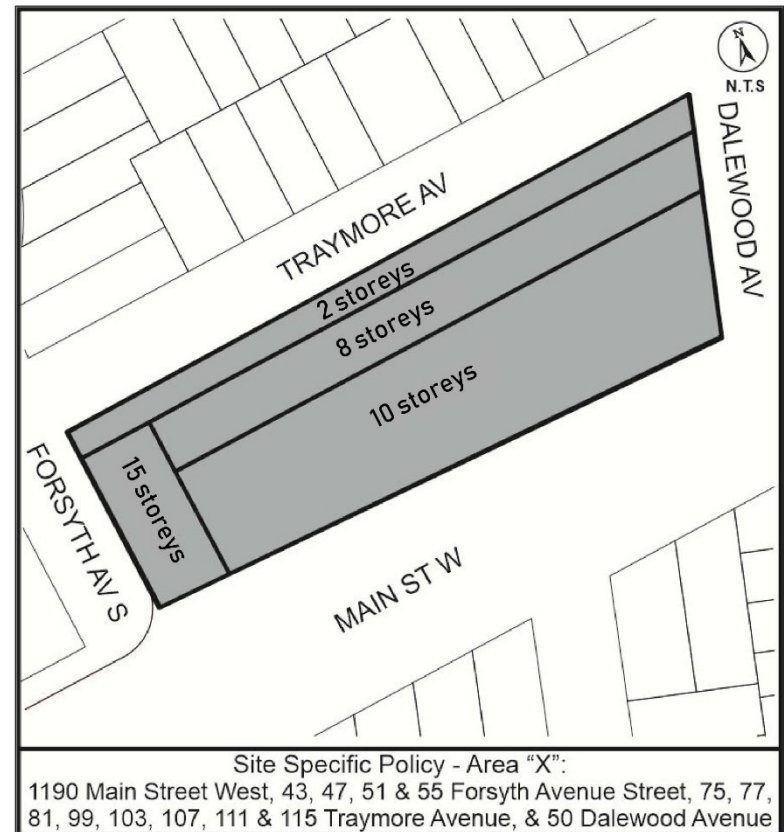 N
N.T.S
DALEWOOD AV
TRAYMORE AV
2 storeys
8 storeys
10 storeys
15 storeys
FORSYTH AV S
MAIN ST W
Site Specific Policy - Area “X”:
1190 Main Street West, 43, 47, 51 & 55 Forsyth Avenue Street, 75, 77,
81, 99, 103, 107, 111 & 115 Traymore Avenue, & 50 Dalewood Avenue